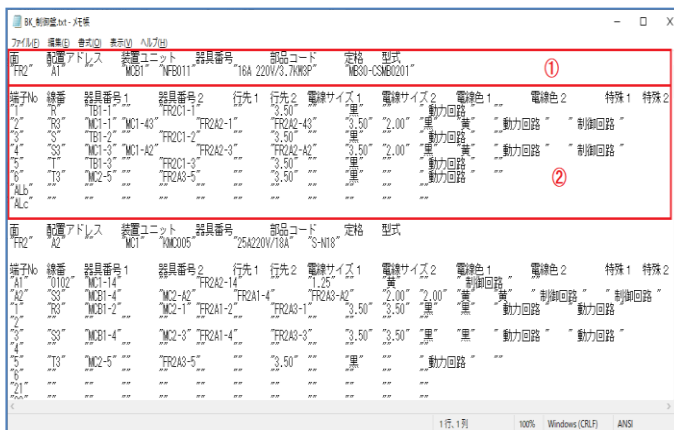 BK_制御盤.txt - メモ帳
ファイル(F) 編集(E) 書式(O) 表示(V) ヘルプ(H)
面 配置アドレス 装置ユニット 器具番号 部品コード 定格 型式
"FR2" "A1" "" "MCB1" "NFB011" "16A 220V/3.7KW3P" "MB30-CSMB0201"
①
端子No 線番 器具番号1 器具番号2 行先1 行先2 電線サイズ1 電線サイズ2 電線色1 電線色2 特殊1 特殊2
"1" "R" "TB1-1" "" "FR2C1-1" "" "3.50" "" "黒" "" "動力回路 " ""
"2" "R3" "MC1-1" "MC1-43" "FR2A2-1" "FR2A2-43" "3.50" "2.00" "黒" "黄" "動力回路 " "制御回路 "
"3" "S" "TB1-2" "" "FR2C1-2" "" "3.50" "" "黒" "" "動力回路 " ""
"4" "S3" "MC1-3" "MC1-A2" "FR2A2-3" "FR2A2-A2" "3.50" "2.00" "黒" "黄" "動力回路 " "制御回路 "
"5" "T" "TB1-3" "" "FR2C1-3" "" "3.50" "" "黒" "" "動力回路 " ""
"6" "T3" "MC2-5" "" "FR2A3-5" "" "3.50" "" "黒" "" "動力回路 " ""
②
"ALb" "" "" "" "" "" "" "" "" "" "" ""
"ALc" "" "" "" "" "" "" "" "" "" "" ""
面 配置アドレス 装置ユニット 器具番号 部品コード 定格 型式
"FR2" "A2" "" "MC1" "KMC005" "25A220V/18A" "S-N18"
端子No 線番 器具番号1 器具番号2 行先1 行先2 電線サイズ1 電線サイズ2 電線色1 電線色2 特殊1 特殊2
"A1" "0102" "MC1-14" "" "FR2A2-14" "" "1.25" "" "黄" "" "制御回路 " ""
"A2" "S3" "MCB1-4" "MC2-A2" "FR2A1-4" "FR2A3-A2" "2.00" "2.00" "黄" "黄" "制御回路 " "制御回路 "
"1" "R3" "MCB1-2" "MC2-1" "FR2A1-2" "FR2A3-1" "3.50" "3.50" "黒" "黒" "動力回路 " "動力回路 "
"2" "" "" "" "" "" "" "" "" "" "" ""
"3" "S3" "MCB1-4" "MC2-3" "FR2A1-4" "FR2A3-3" "3.50" "3.50" "黒" "黒" "動力回路 " "動力回路 "
"4" "" "" "" "" "" "" "" "" "" "" ""
"5" "T3" "MC2-5" "" "FR2A3-5" "" "3.50" "" "黒" "" "動力回路 " ""
"6" "" "" "" "" "" "" "" "" "" "" ""
"21" "" "" "" "" "" "" "" "" "" "" ""
1行、1列 100% Windows (CRLF) ANSI